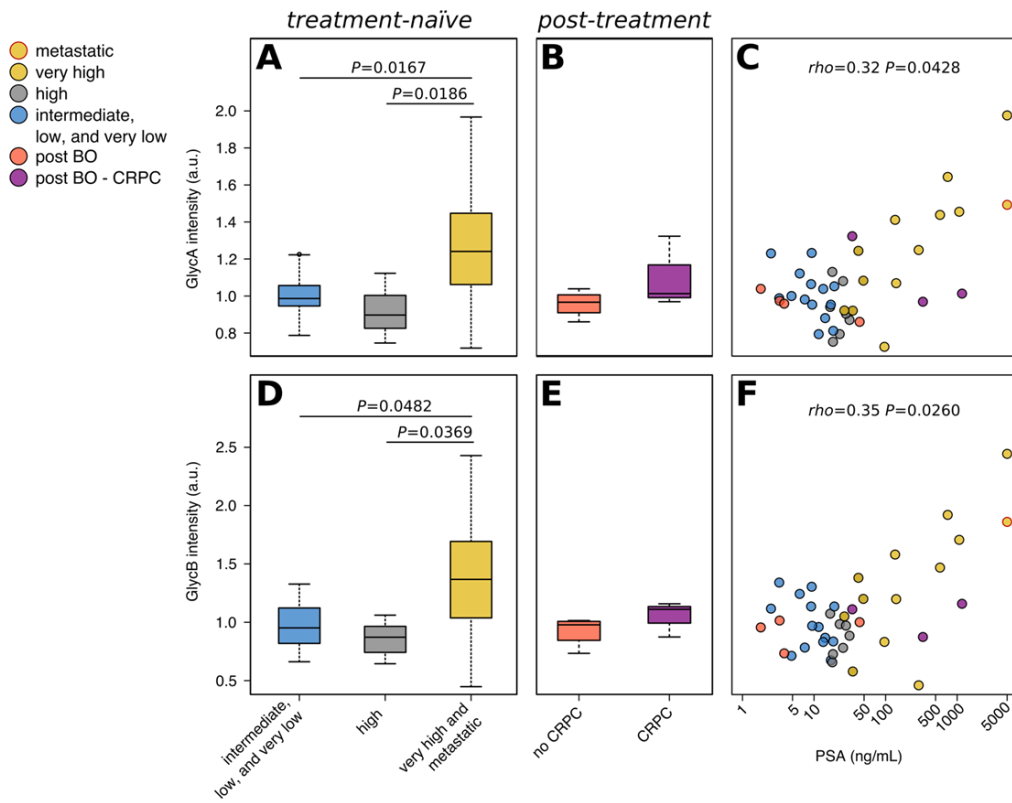 treatment-naïve
post-treatment
metastatic
very high
high
intermediate,
low, and very low
post BO
post BO - CRPC
A
P=0.0167
P=0.0186
GlycA intensity (a.u.)
2.0
1.8
1.6
1.4
1.2
1.0
0.8
B
C
rho=0.32 P=0.0428
D
P=0.0482
P=0.0369
GlycB intensity (a.u.)
2.5
2.0
1.5
1.0
0.5
intermediate,
low, and very low
high
very high and
metastatic
E
no CRPC
CRPC
F
rho=0.35 P=0.0260
1
5
10
50
100
500
1000
5000
PSA (ng/mL)